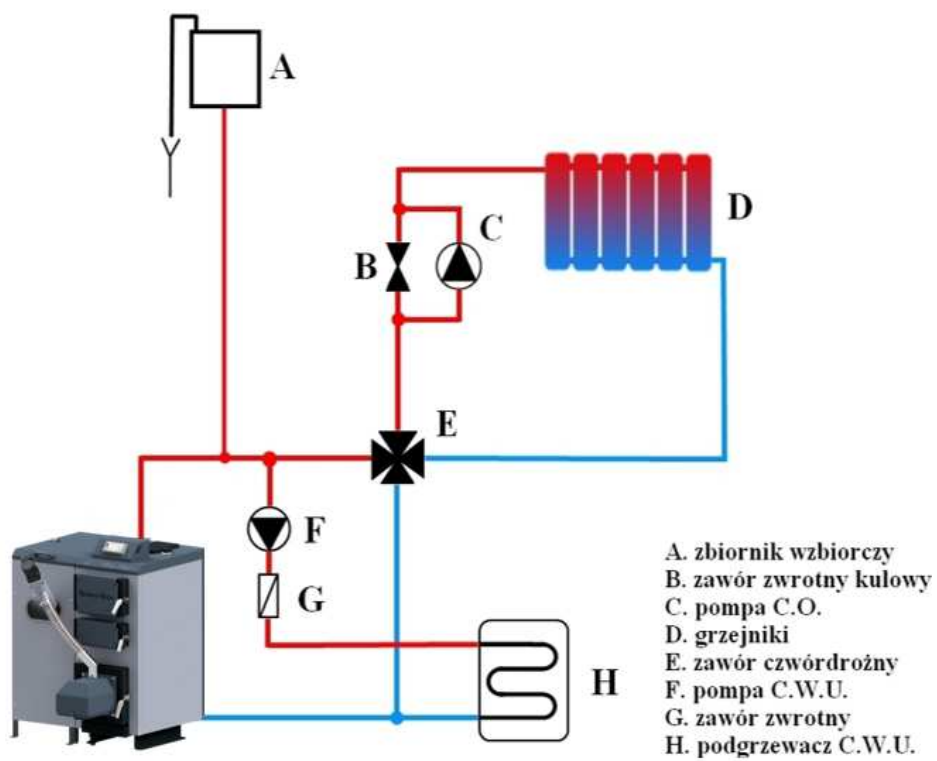 A
B
C
D
E
F
G
H
A. zbiornik wzbiorczy
B. zawór zwrotny kulowy
C. pompa C.O.
D. grzejniki
E. zawór czwórdrożny
F. pompa C.W.U.
G. zawór zwrotny
H. podgrzewacz C.W.U.